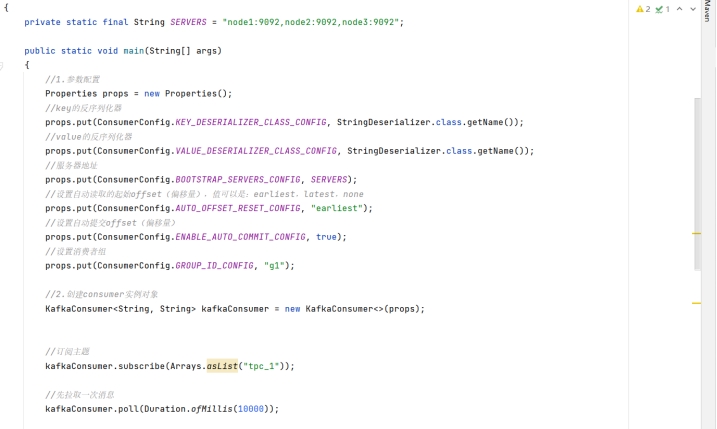 {
private static final String SERVERS = "node1:9092,node2:9092,node3:9092";
public static void main(String[] args)
{
//1.参数配置
Properties props = new Properties();
//key的反序列化器
props.put(ConsumerConfig.KEY_DESERIALIZER_CLASS_CONFIG, StringDeserializer.class.getName());
//value的反序列化器
props.put(ConsumerConfig.VALUE_DESERIALIZER_CLASS_CONFIG, StringDeserializer.class.getName());
//服务器地址
props.put(ConsumerConfig.BOOTSTRAP_SERVERS_CONFIG, SERVERS);
//设置自动读取的起始offset（偏移量），值可以是：earliest，latest，none
props.put(ConsumerConfig.AUTO_OFFSET_RESET_CONFIG, "earliest");
//设置自动提交offset（偏移量）
props.put(ConsumerConfig.ENABLE_AUTO_COMMIT_CONFIG, true);
//设置消费者组
props.put(ConsumerConfig.GROUP_ID_CONFIG, "g1");
//2.创建consumer实例对象
KafkaConsumer<String, String> kafkaConsumer = new KafkaConsumer<>(props);
//订阅主题
kafkaConsumer.subscribe(Arrays.asList("tpc_1"));
//先拉取一次消息
kafkaConsumer.poll(Duration.ofMillis(10000));
2 1
Maven